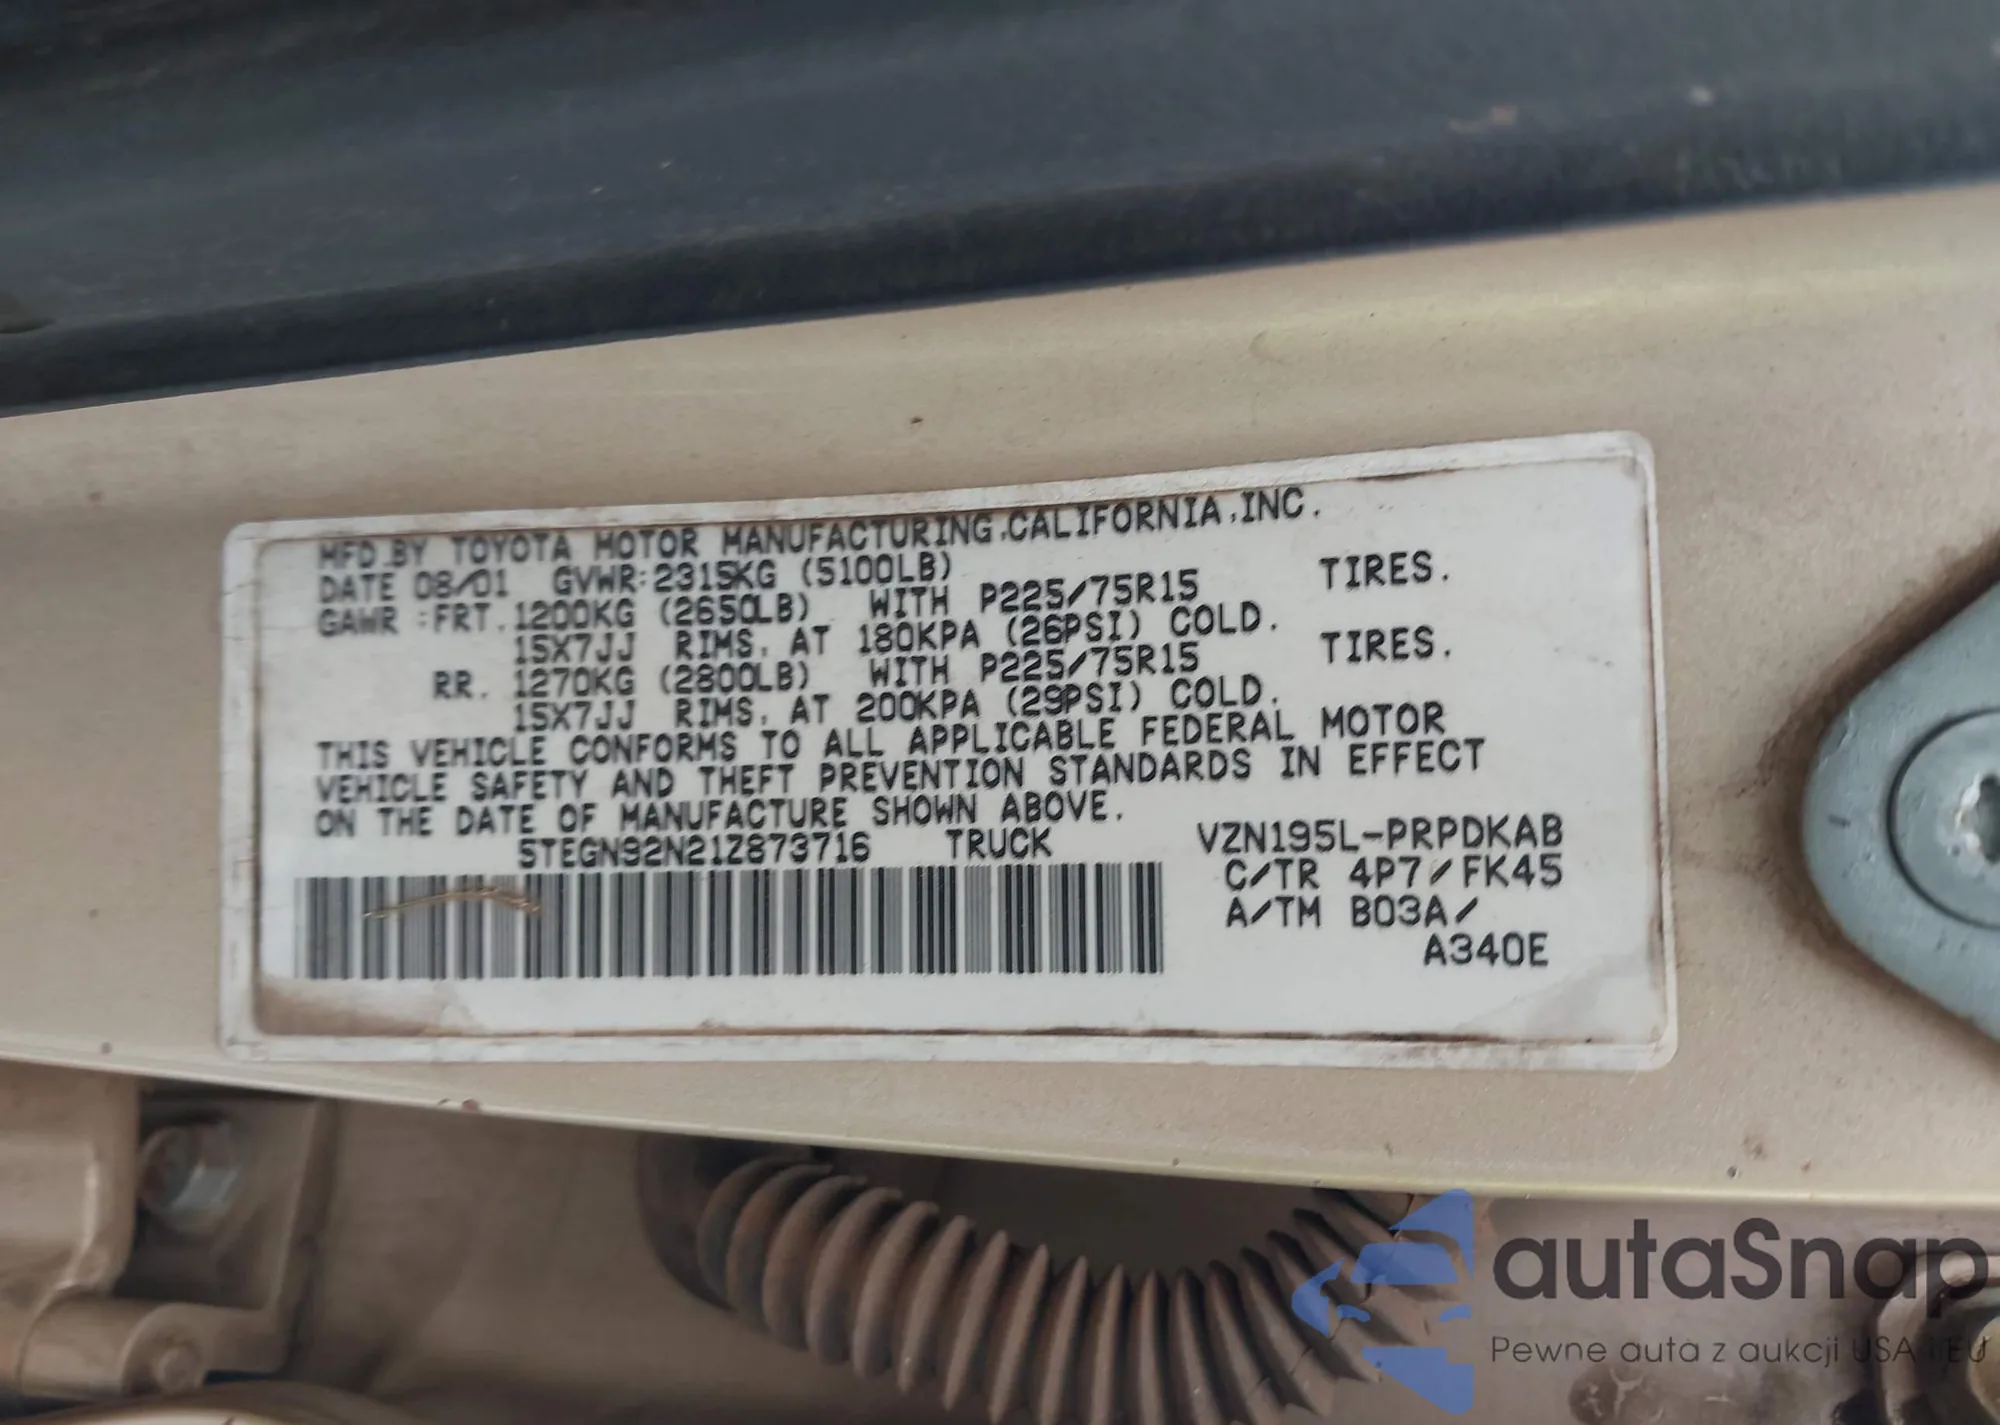 MFD.BY TOYOTA MOTOR MANUFACTURING,CALIFORNIA,INC.
DATE 08/01 GVWR:2315KG (5100LB)
GAWR :FRT. 1200KG (2650LB) WITH P225/75R15 TIRES.
15X7JJ RIMS, AT 180KPA (26PSI) COLD.
RR. 1270KG (2800LB) WITH P225/75R15 TIRES.
15X7JJ RIMS, AT 200KPA (29PSI) COLD.
THIS VEHICLE CONFORMS TO ALL APPLICABLE FEDERAL MOTOR
VEHICLE SAFETY AND THEFT PREVENTION STANDARDS IN EFFECT
ON THE DATE OF MANUFACTURE SHOWN ABOVE.
5TEGN92N21Z873716 TRUCK VZN195L-PRPDKAB
C/TR 4P7/FK45
A/TM B03A/
A340E
autaSnap
Pewne auta z aukcji USA i EU